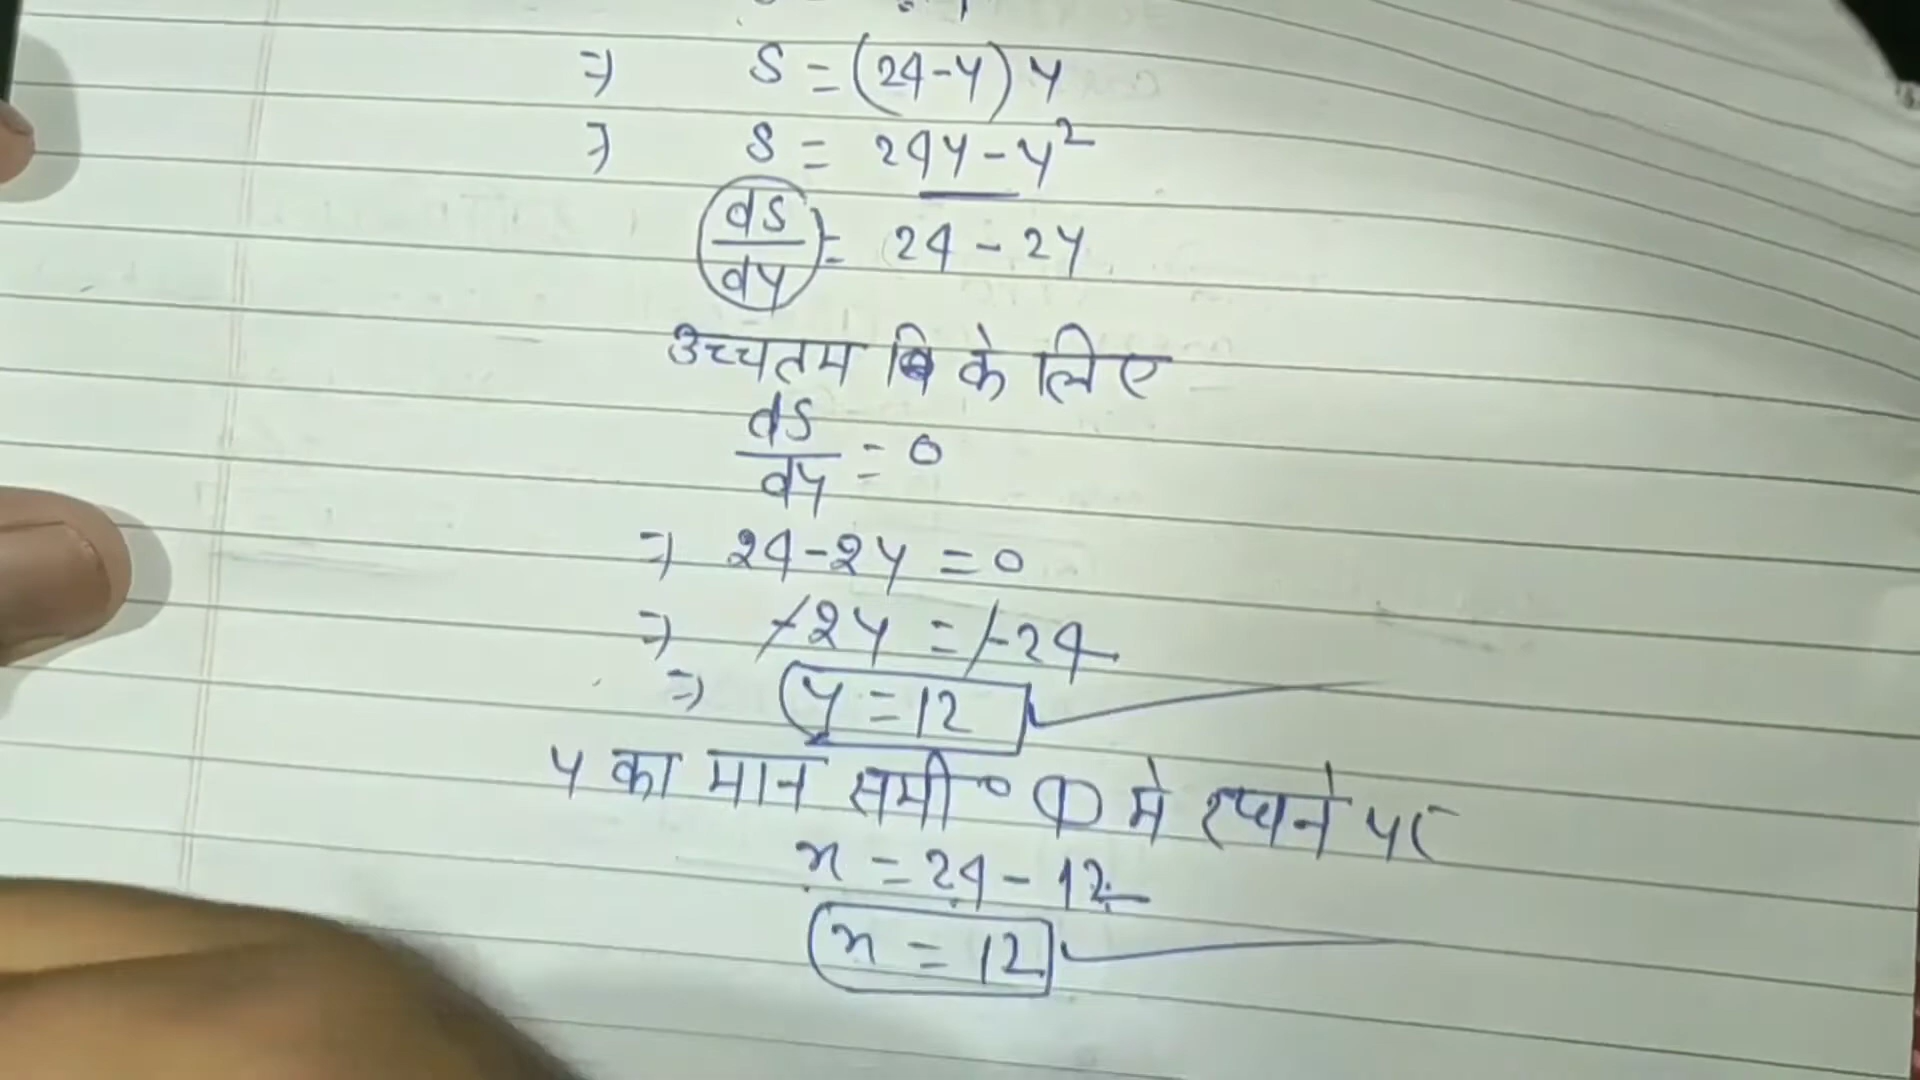 ⇒ S = (24-y) y
⇒ S = 24y - y²
dS/dy = 24 - 2y
उच्चतम के लिए
dS/dy = 0
⇒ 24-2y = 0
⇒ -2y = -24
⇒ y = 12
y का मान समी० ① मे रखने पर
x = 24 - 12
x = 12